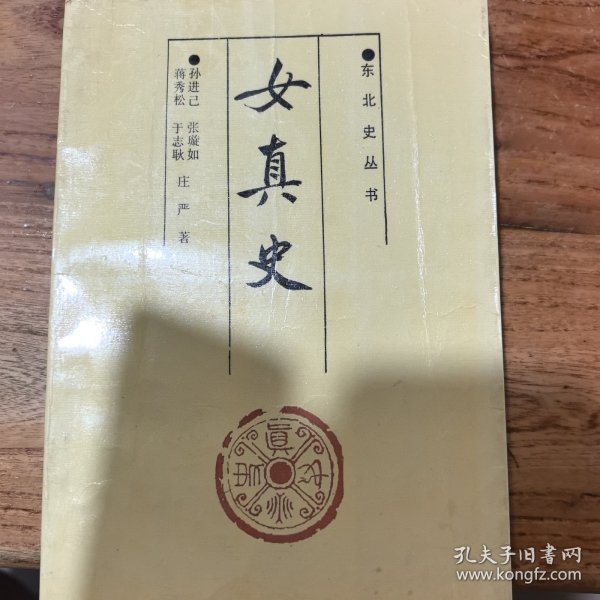 东北史丛书
女真史
孙进己 张璇如
蒋秀松 于志耿 庄严 著
孔夫子旧书网
www.kongfz.com